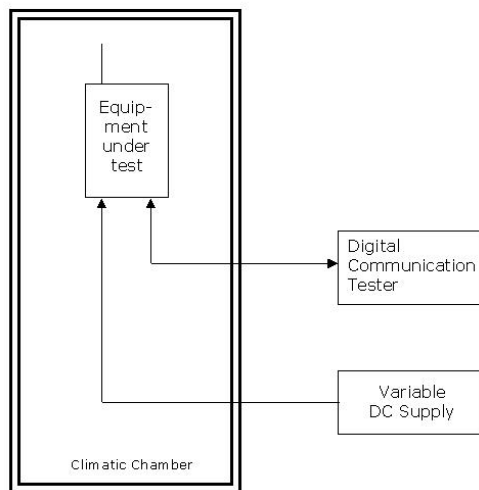 Equip-
ment
under
test
Digital
Communication
Tester
Variable
DC Supply
Climatic Chamber